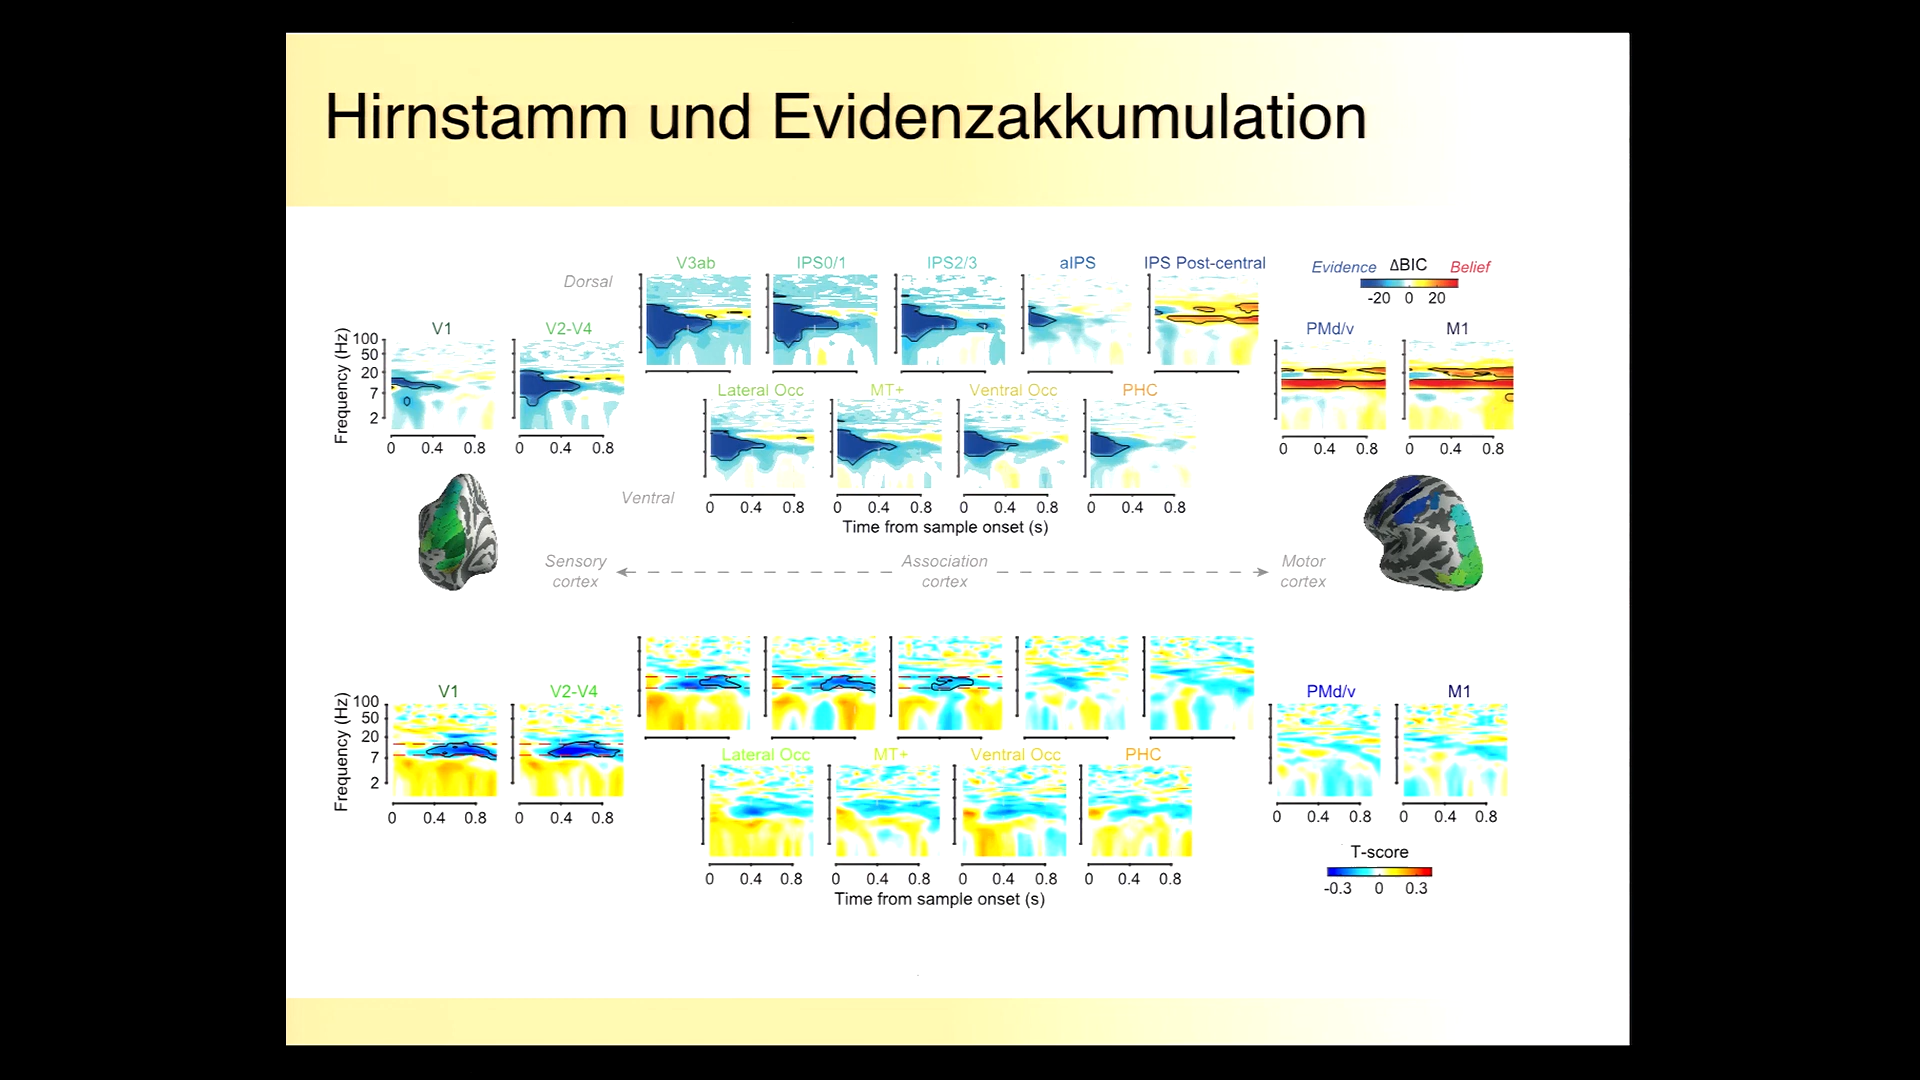 Hirnstamm und Evidenzakkumulation
Dorsal
V3ab
IPS0/1
IPS2/3
aIPS
IPS Post-central
Evidence ΔBIC Belief
-20 0 20
V1
V2-V4
PMd/v
M1
Frequency (Hz)
100
50
20
7
2
0 0.4 0.8
0 0.4 0.8
Lateral Occ
MT+
Ventral Occ
PHC
0 0.4 0.8
0 0.4 0.8
Ventral
0 0.4 0.8
0 0.4 0.8
0 0.4 0.8
0 0.4 0.8
Time from sample onset (s)
Sensory
cortex
Association
cortex
Motor
cortex
V1
V2-V4
PMd/v
M1
Frequency (Hz)
100
50
20
7
2
0 0.4 0.8
0 0.4 0.8
Lateral Occ
MT+
Ventral Occ
PHC
0 0.4 0.8
0 0.4 0.8
0 0.4 0.8
0 0.4 0.8
0 0.4 0.8
0 0.4 0.8
Time from sample onset (s)
T-score
-0.3 0 0.3